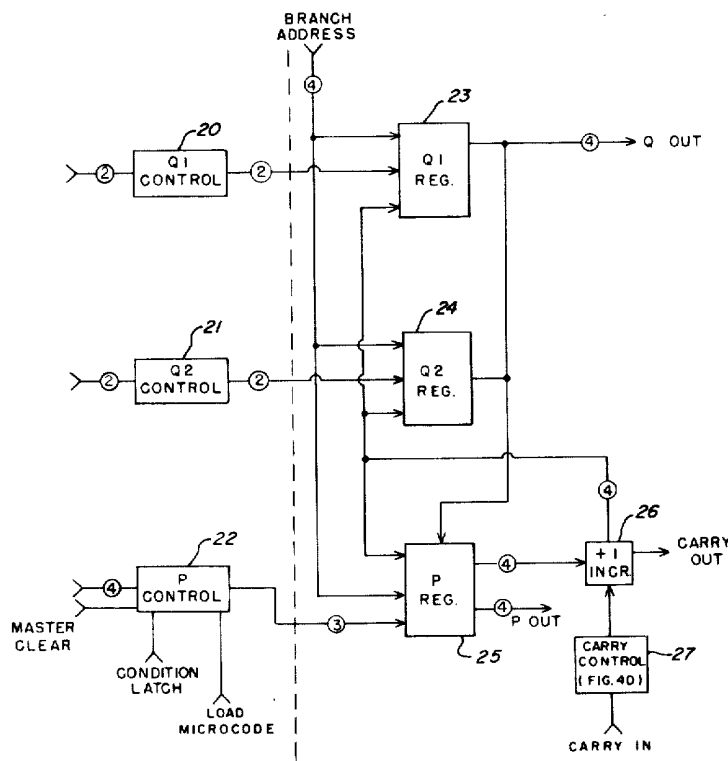 BRANCH
ADDRESS
4
23
20
Q1
CONTROL
2
2
Q1
REG.
4
Q OUT
21
24
Q2
CONTROL
2
2
Q2
REG.
4
26
22
P
CONTROL
4
MASTER
CLEAR
3
P
REG.
4
4
P OUT
25
+1
INCR.
CARRY
OUT
CONDITION
LATCH
LOAD
MICROCODE
CARRY
CONTROL
(FIG. 4D)
27
CARRY IN